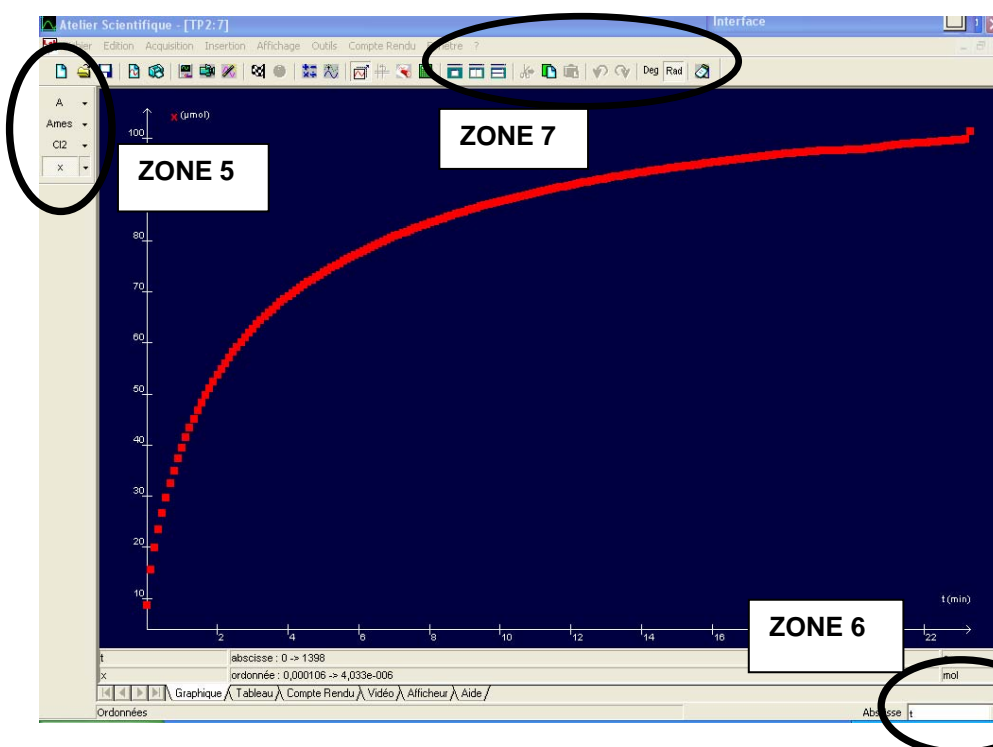 Atelier Scientifique - [TP2:7]
Interface
Edition Acquisition Insertion Affichage Outils Compte Rendu Fenêtre ?
Deg Rad
A
Ames
Cl2
x
ZONE 5
ZONE 7
x (µmol)
100
80
70
60
50
40
30
20
10
t(min)
2 4 6 8 10 12 14 16 22
ZONE 6
t abscisse : 0 -> 1398
x ordonnée : 0,000106 -> 4,033e-006 mol
Graphique Tableau Compte Rendu Vidéo Afficheur Aide
Ordonnées
Abscisse t